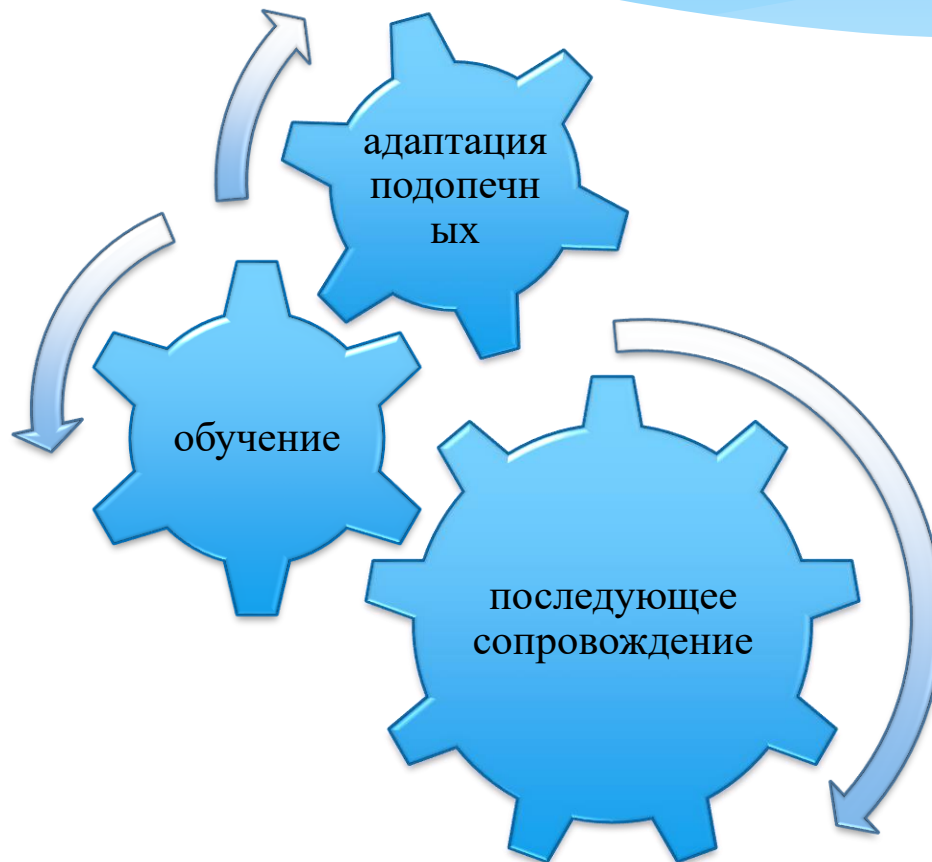 адаптация
подопечн
ых
обучение
последующее
сопровождение